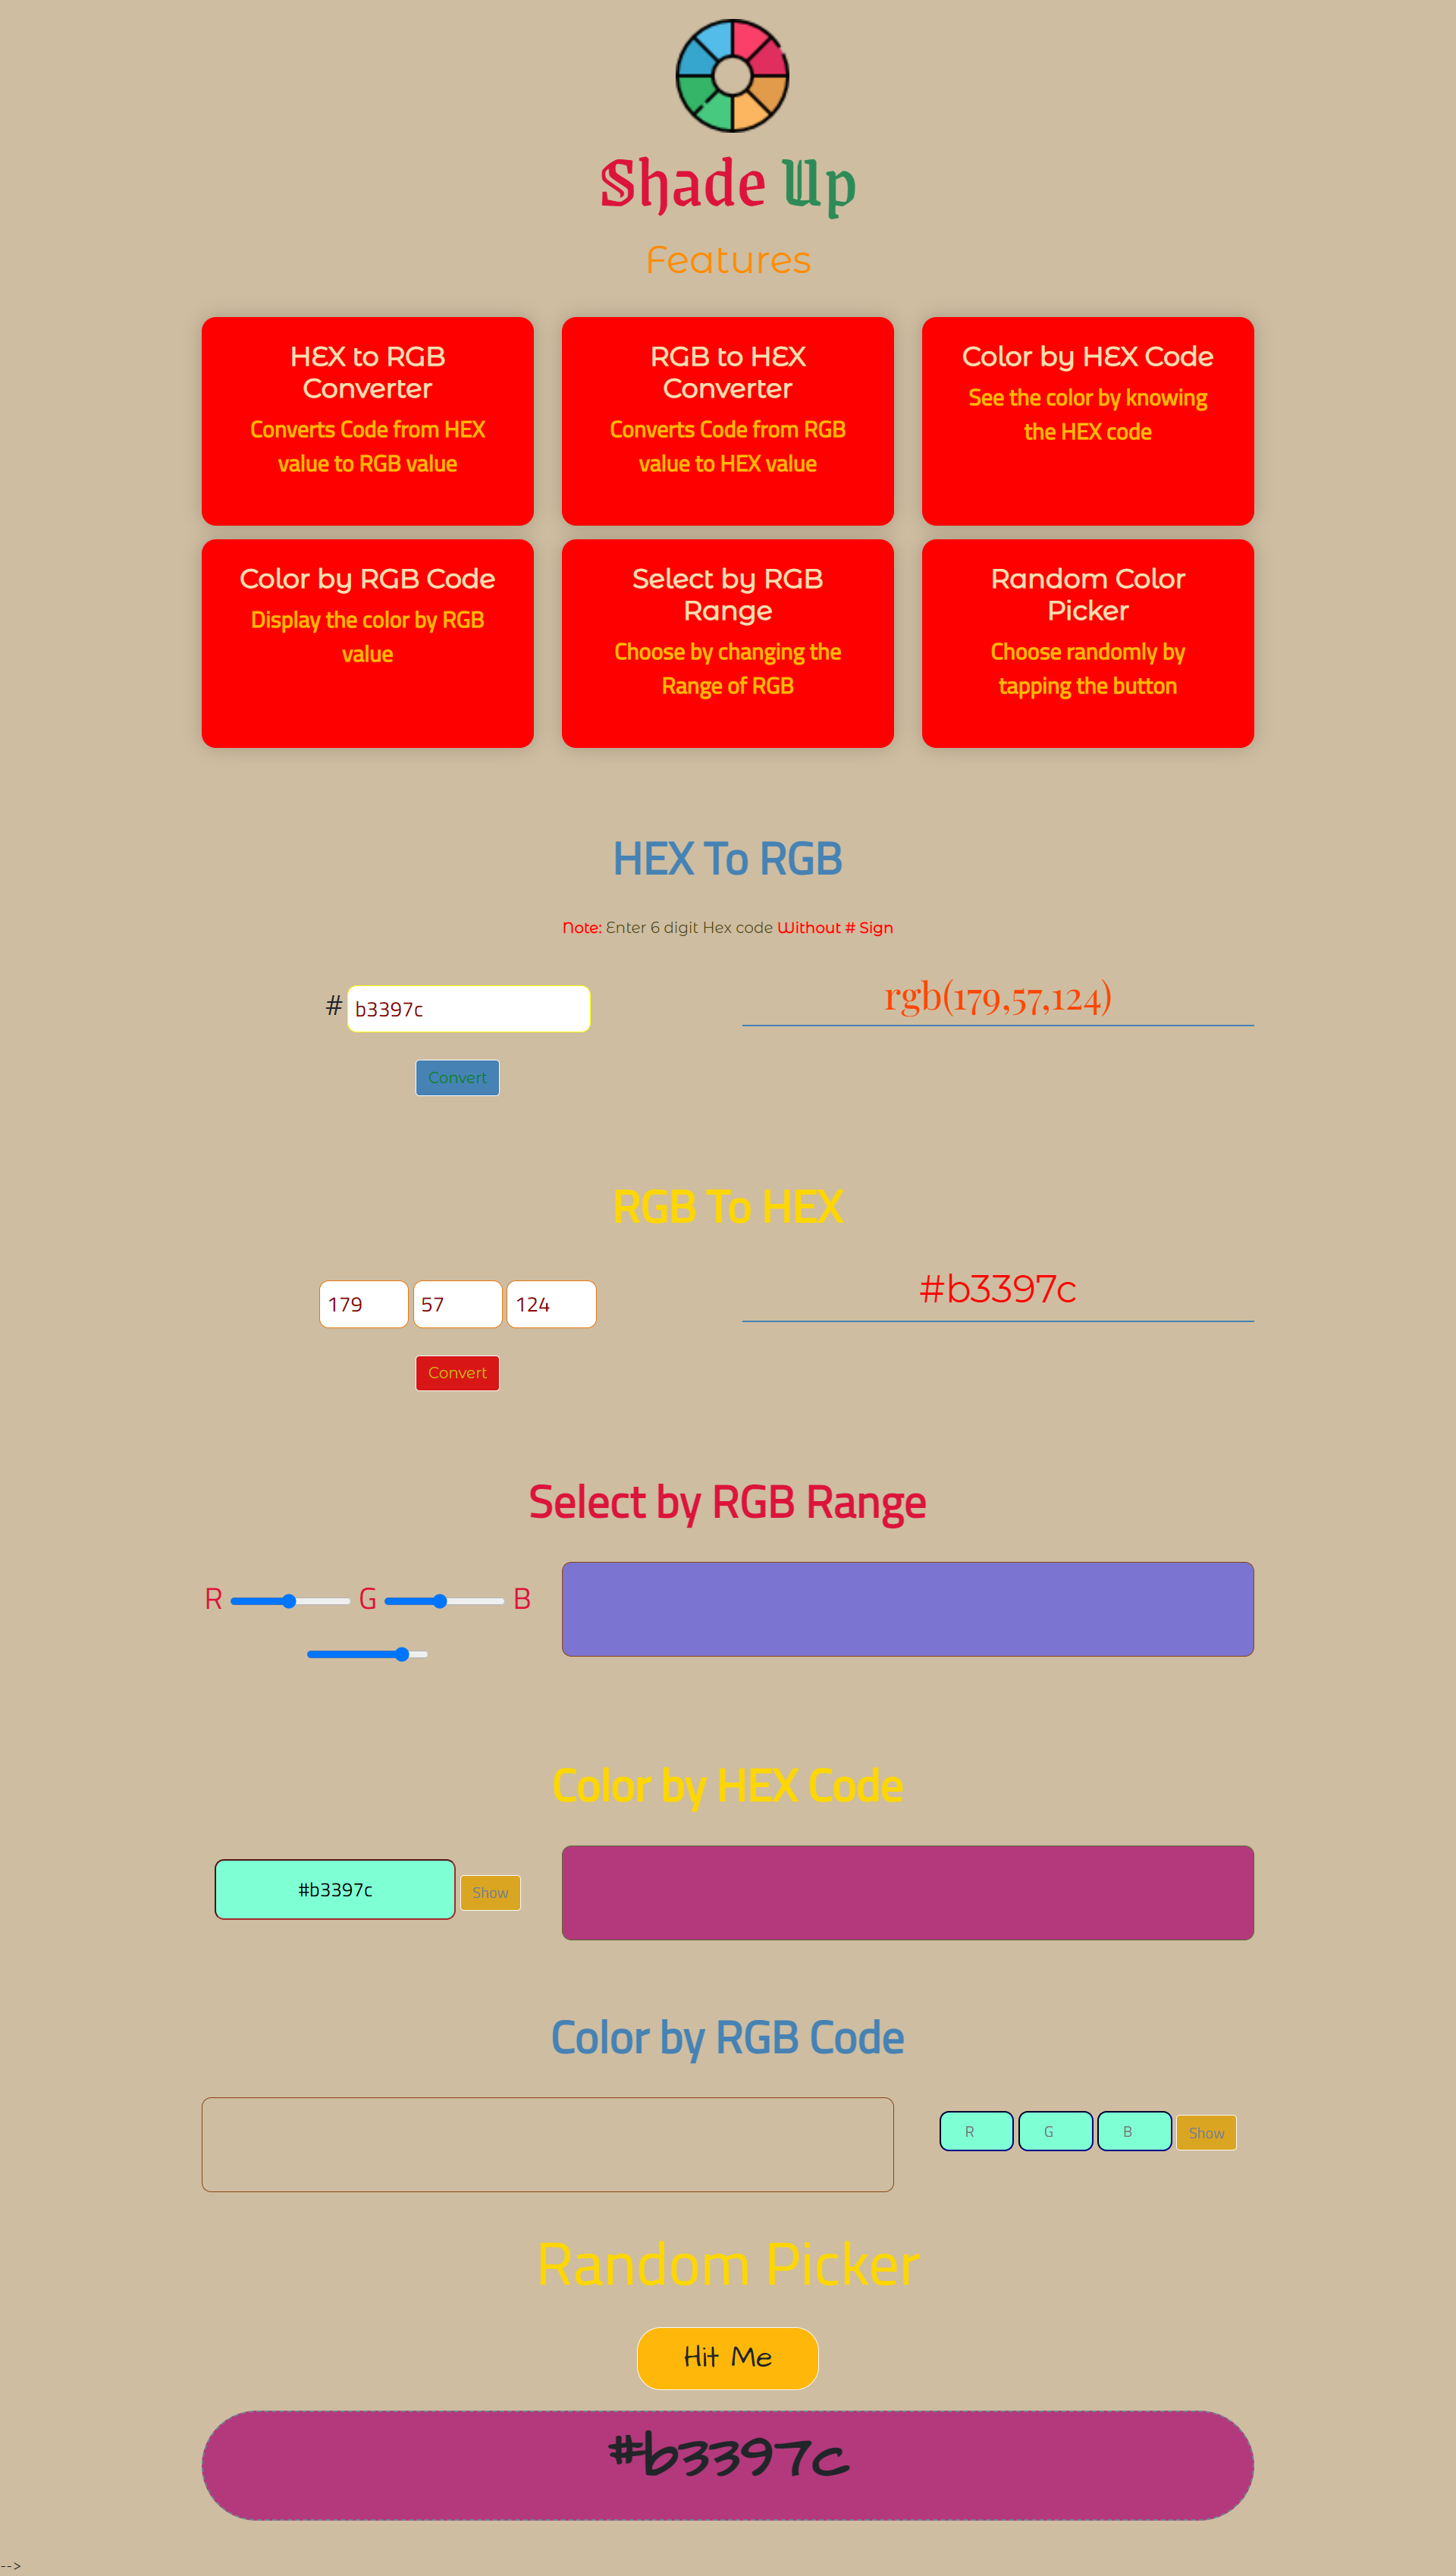 Shade Up
Features
HEX to RGB
Converter
Converts Code from HEX
value to RGB value
RGB to HEX
Converter
Converts Code from RGB
value to HEX value
Color by HEX Code
See the color by knowing
the HEX code
Color by RGB Code
Display the color by RGB
value
Select by RGB
Range
Choose by changing the
Range of RGB
Random Color
Picker
Choose randomly by
tapping the button
HEX To RGB
Note: Enter 6 digit Hex code Without # Sign
# b3397c
rgb(179,57,124)
Convert
RGB To HEX
179 57 124
#b3397c
Convert
Select by RGB Range
R G B
Color by HEX Code
#b3397c Show
Color by RGB Code
R G B Show
Random Picker
Hit Me
#b3397c
-->